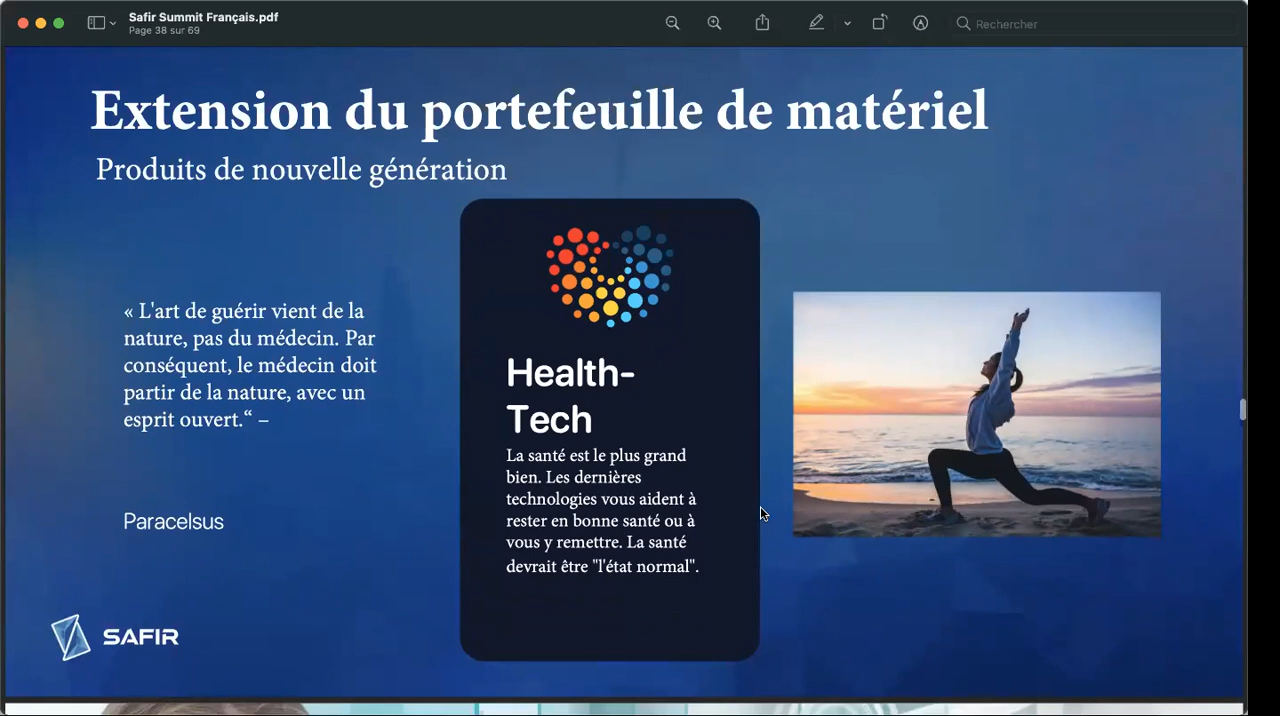 Safir Summit Français.pdf
Page 38 sur 69
Rechercher
Extension du portefeuille de matériel
Produits de nouvelle génération
« L'art de guérir vient de la
nature, pas du médecin. Par
conséquent, le médecin doit
partir de la nature, avec un
esprit ouvert.“ –
Paracelsus
Health-
Tech
La santé est le plus grand
bien. Les dernières
technologies vous aident à
rester en bonne santé ou à
vous y remettre. La santé
devrait être "l'état normal".
SAFIR